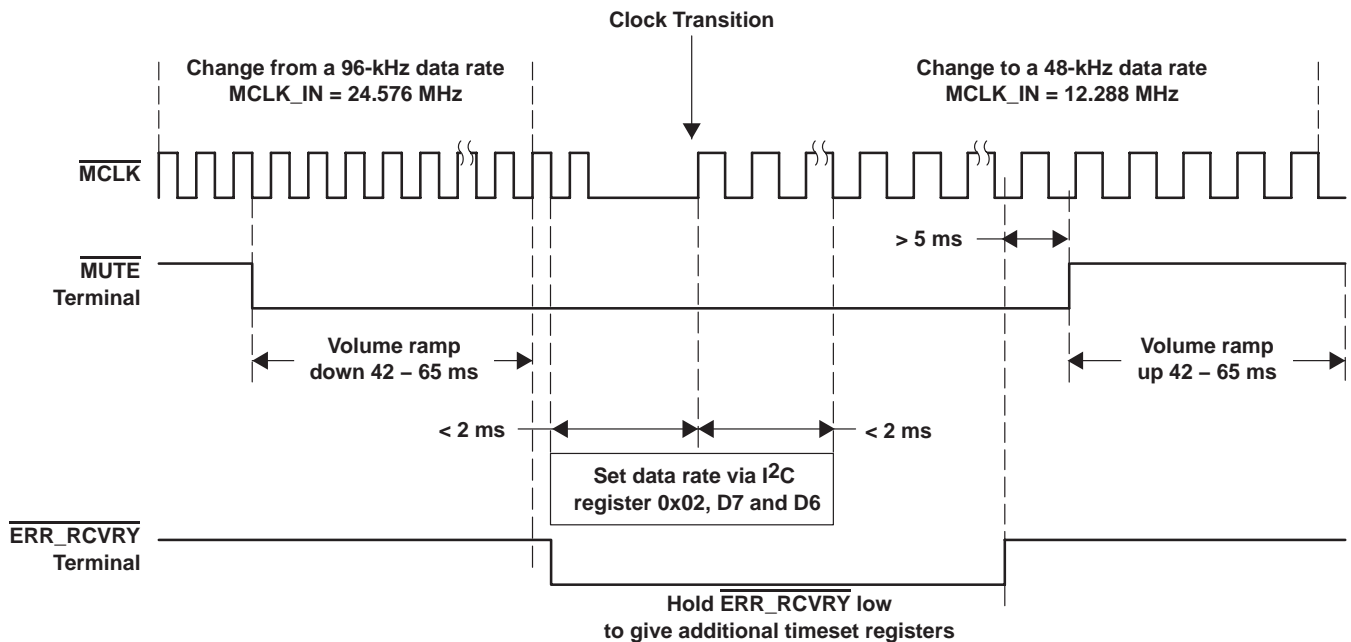 Clock Transition
Change from a 96-kHz data rate
MCLK_IN = 24.576 MHz
Change to a 48-kHz data rate
MCLK_IN = 12.288 MHz
MCLK
> 5 ms
MUTE
Terminal
Volume ramp
down 42 – 65 ms
Volume ramp
up 42 – 65 ms
< 2 ms
< 2 ms
Set data rate via I2C
register 0x02, D7 and D6
ERR_RCVRY
Terminal
Hold ERR_RCVRY low
to give additional timeset registers